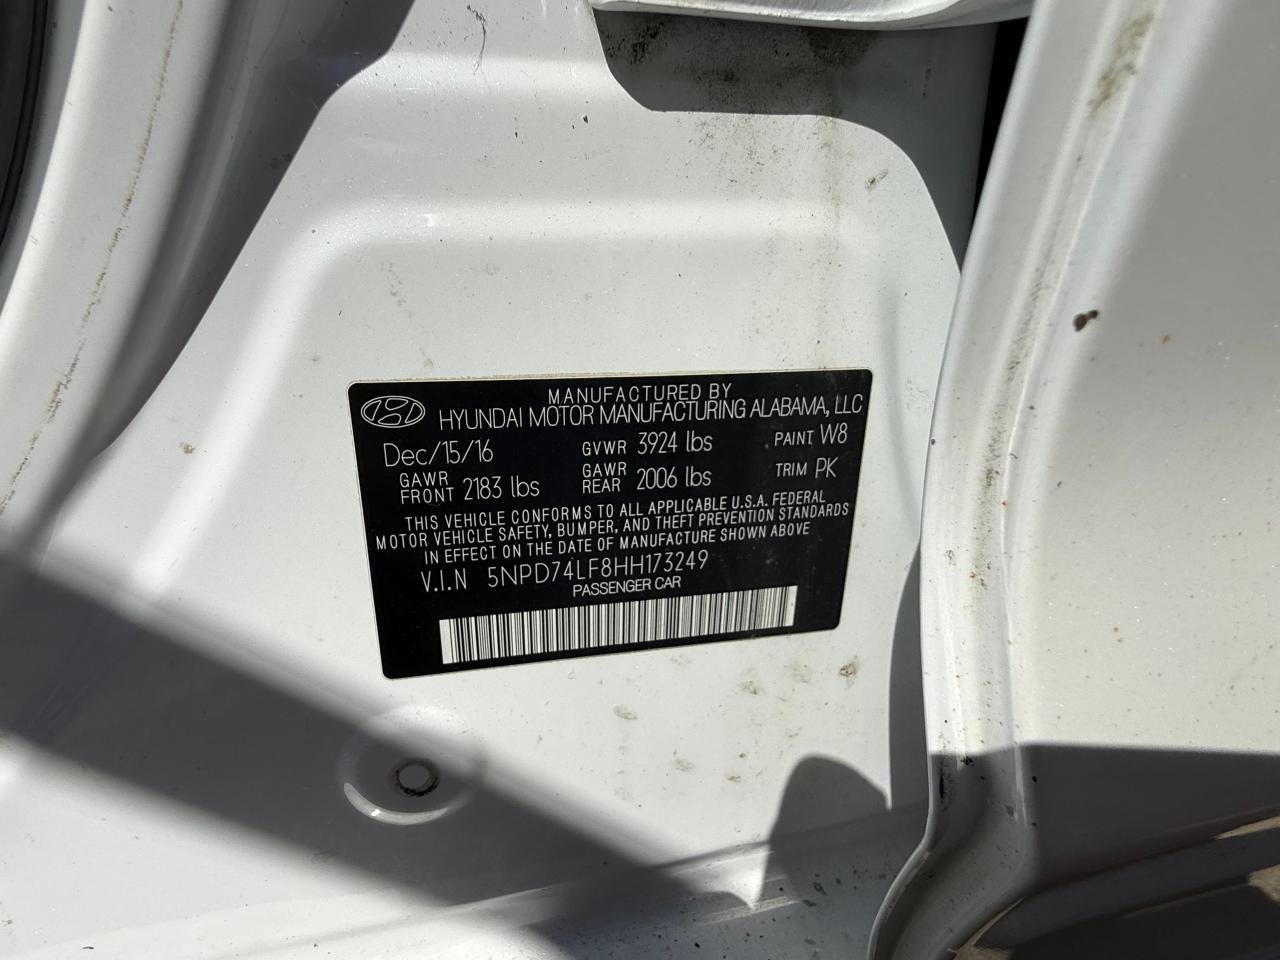 MANUFACTURED BY
HYUNDAI MOTOR MANUFACTURING ALABAMA, LLC
Dec/15/16 GVWR 3924 lbs PAINT W8
GAWR FRONT 2183 lbs GAWR REAR 2006 lbs TRIM PK
THIS VEHICLE CONFORMS TO ALL APPLICABLE U.S.A. FEDERAL
MOTOR VEHICLE SAFETY, BUMPER, AND THEFT PREVENTION STANDARDS
IN EFFECT ON THE DATE OF MANUFACTURE SHOWN ABOVE
V.I.N 5NPD74LF8HH173249
PASSENGER CAR